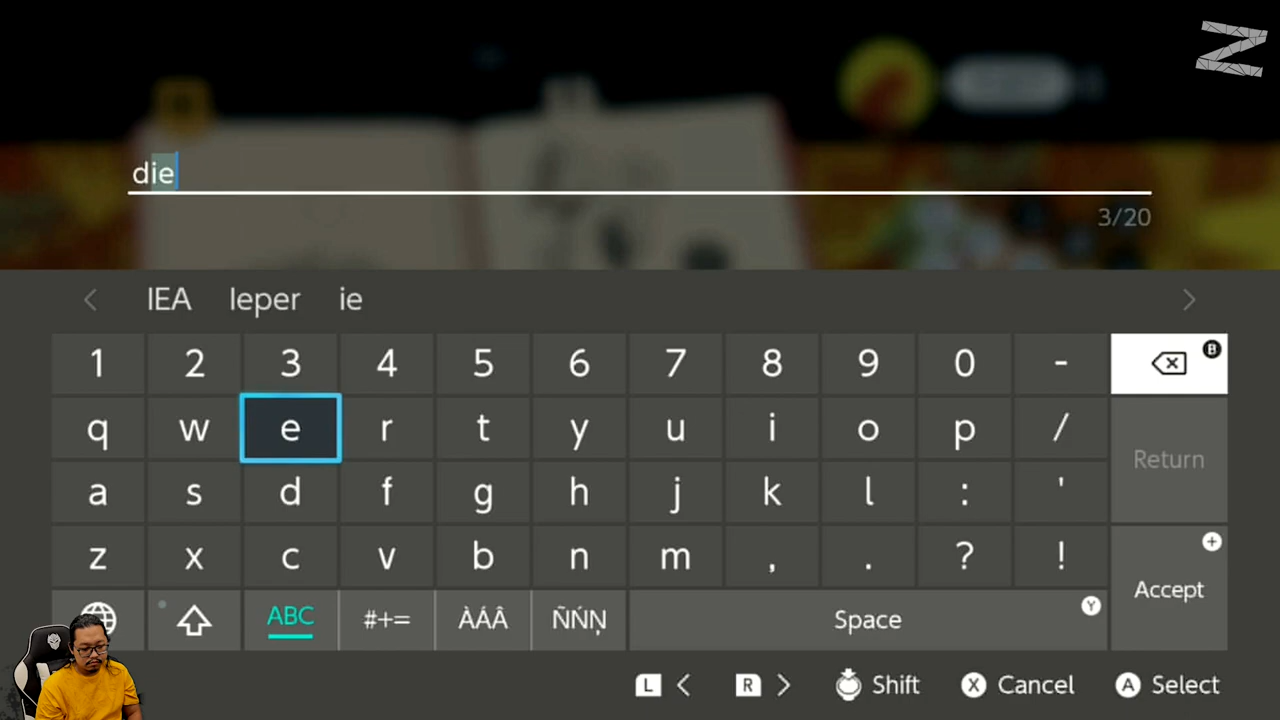 Z
die
3/20
< IEA Ieper ie >
1 2 3 4 5 6 7 8 9 0 - B
q w e r t y u i o p / Return
a s d f g h j k l : '
z x c v b n m , . ? ! + Accept
ABC #+= ÀÁÂ ÑŃŅ Space Y
L < R > Shift X Cancel A Select